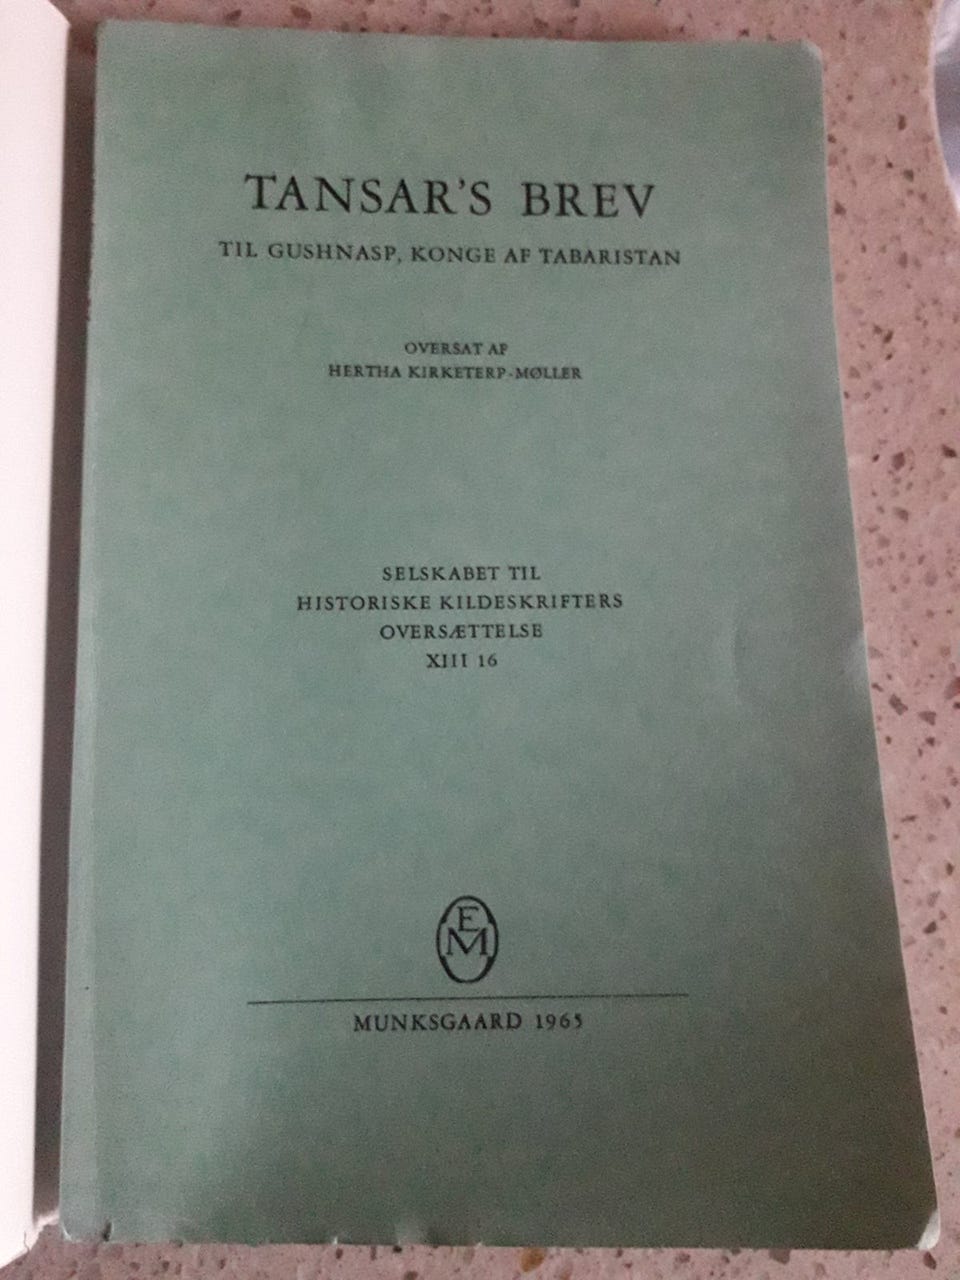 TANSAR'S BREV
TIL GUSHNASP, KONGE AF TABARISTAN
OVERSAT AF
HERTHA KIRKETERP-MØLLER
SELSKABET TIL
HISTORISKE KILDESKRIFTERS
OVERSÆTTELSE
XIII 16
EM
MUNKSGAARD 1965